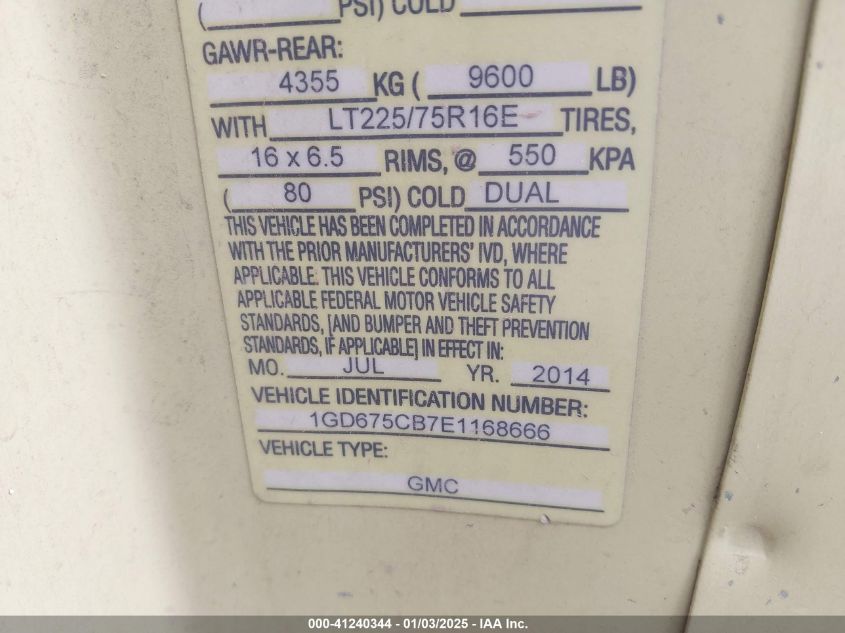 ( PSI) COLD
GAWR-REAR:
4355 KG ( 9600 LB)
WITH LT225/75R16E TIRES,
16 x 6.5 RIMS, @ 550 KPA
( 80 PSI) COLD DUAL
THIS VEHICLE HAS BEEN COMPLETED IN ACCORDANCE
WITH THE PRIOR MANUFACTURERS' IVD, WHERE
APPLICABLE. THIS VEHICLE CONFORMS TO ALL
APPLICABLE FEDERAL MOTOR VEHICLE SAFETY
STANDARDS, [AND BUMPER AND THEFT PREVENTION
STANDARDS, IF APPLICABLE] IN EFFECT IN:
MO. JUL YR. 2014
VEHICLE IDENTIFICATION NUMBER:
1GD675CB7E1168666
VEHICLE TYPE:
GMC
000-41240344 - 01/03/2025 - IAA Inc.